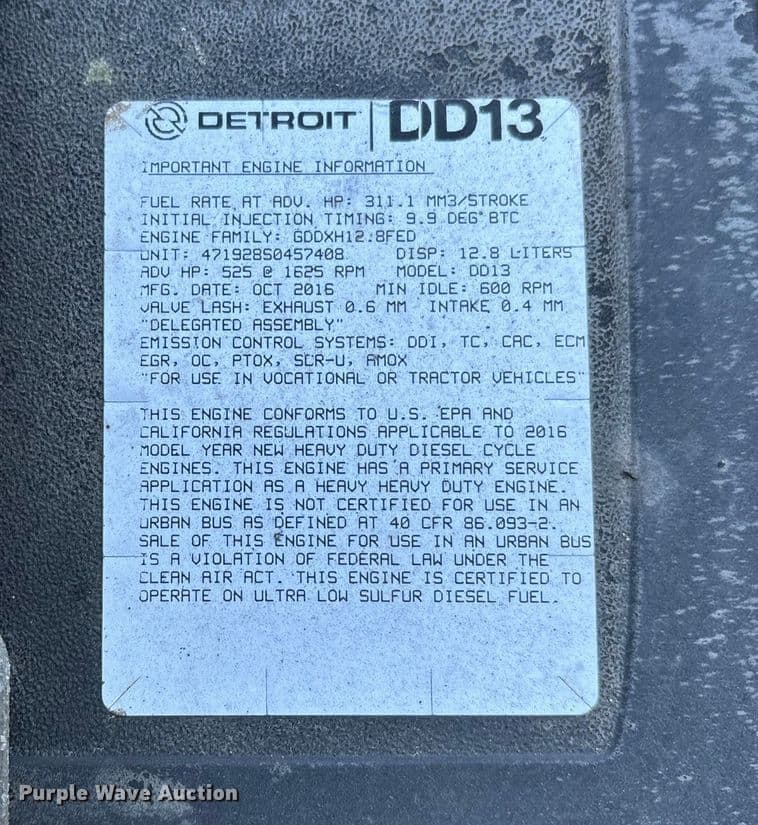 DETROIT DD13
IMPORTANT ENGINE INFORMATION
FUEL RATE AT ADV. HP: 311.1 MM3/STROKE
INITIAL INJECTION TIMING: 9.9 DEG BTC
ENGINE FAMILY: GDDXH12.8FED
UNIT: 471928S0457408 DISP: 12.8 LITERS
ADV HP: 525 @ 1625 RPM MODEL: DD13
MFG. DATE: OCT 2016 MIN IDLE: 600 RPM
VALVE LASH: EXHAUST 0.6 MM INTAKE 0.4 MM
"DELEGATED ASSEMBLY"
EMISSION CONTROL SYSTEMS: DDI, TC, CAC, ECM
EGR, OC, PTOX, SCR-U, AMOX
"FOR USE IN VOCATIONAL OR TRACTOR VEHICLES"
THIS ENGINE CONFORMS TO U.S. EPA AND
CALIFORNIA REGULATIONS APPLICABLE TO 2016
MODEL YEAR NEW HEAVY DUTY DIESEL CYCLE
ENGINES. THIS ENGINE HAS A PRIMARY SERVICE
APPLICATION AS A HEAVY HEAVY DUTY ENGINE.
THIS ENGINE IS NOT CERTIFIED FOR USE IN AN
URBAN BUS AS DEFINED AT 40 CFR 86.093-2.
SALE OF THIS ENGINE FOR USE IN AN URBAN BUS
IS A VIOLATION OF FEDERAL LAW UNDER THE
CLEAN AIR ACT. THIS ENGINE IS CERTIFIED TO
OPERATE ON ULTRA LOW SULFUR DIESEL FUEL.
Purple Wave Auction